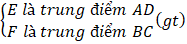 E là trung điểm AD
F là trung điểm BC (gt)